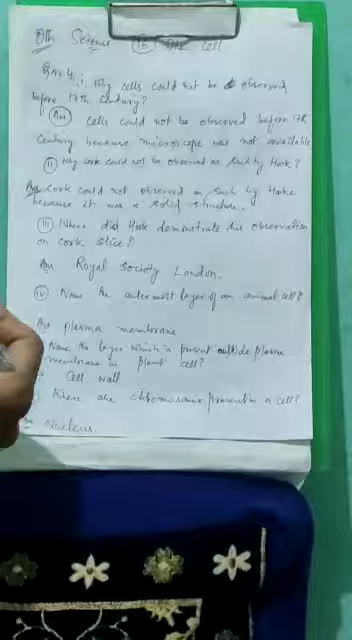 8th Science (15) The Cell
Q.no 4. i. Why cells could not be observed
before 17th Century?
Ans Cells could not be observed before 17th
Century because microscope was not available
(ii) Why cork could not be observed as such by Hook?
Ans Cork could not observed as such by Hooke
because it was a solid structure.
(iii) Where did Hook demonstrate his observation
on cork slice?
Ans Royal Society London.
(iv) Name the outermost layer of an animal cell?
Ans plasma membrane
Name the layer which is present outside plasma
membrane in plant cell?
Cell wall
Where are chromosome present in a cell?
Nucleus.